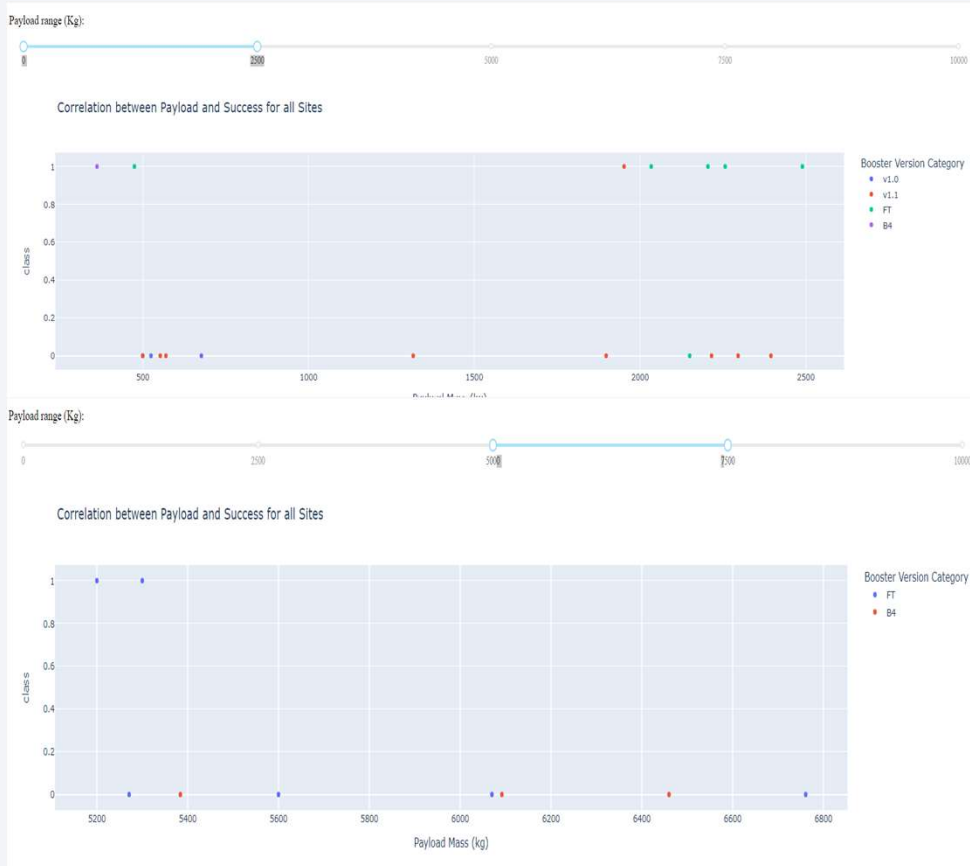 Payload range (Kg):
0 2500 5000 7500 10000
Correlation between Payload and Success for all Sites
Booster Version Category
v1.0
v1.1
FT
B4
1
0.8
0.6
0.4
0.2
0
class
500 1000 1500 2000 2500
Payload range (Kg):
0 2500 5000 7500 10000
Correlation between Payload and Success for all Sites
Booster Version Category
FT
B4
1
0.8
0.6
0.4
0.2
0
class
5200 5400 5600 5800 6000 6200 6400 6600 6800
Payload Mass (kg)